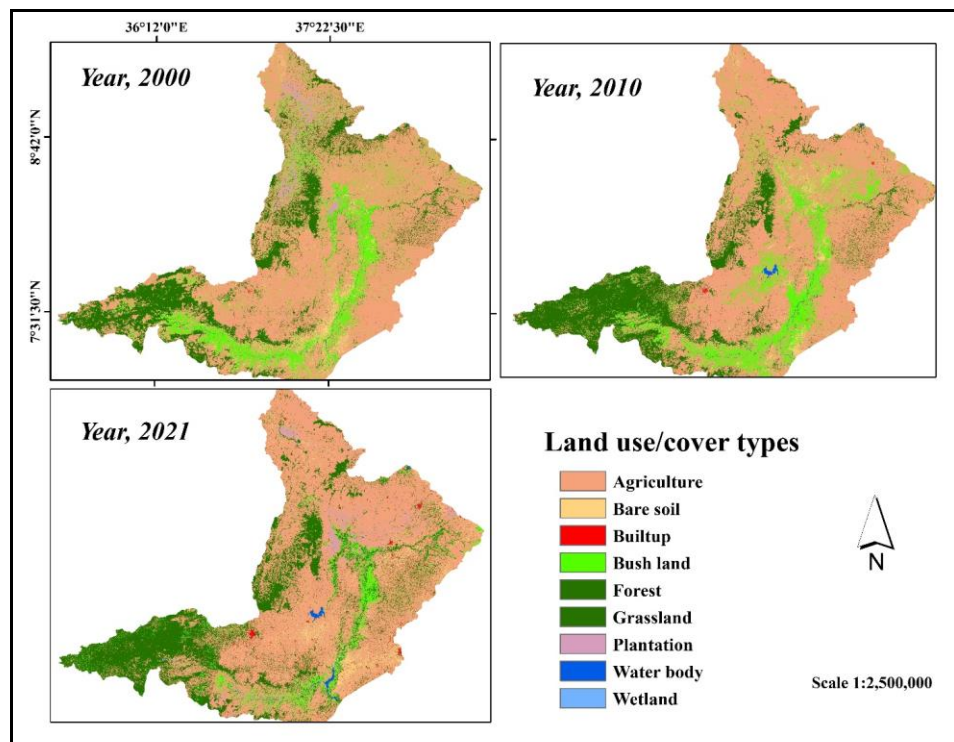 36°12'0"E 37°22'30"E
Year, 2000
Year, 2010
8°42'0"N
7°31'30"N
Year, 2021
Land use/cover types
Agriculture
Bare soil
Builtup
Bush land
Forest
Grassland
Plantation
Water body
Wetland
N
Scale 1:2,500,000